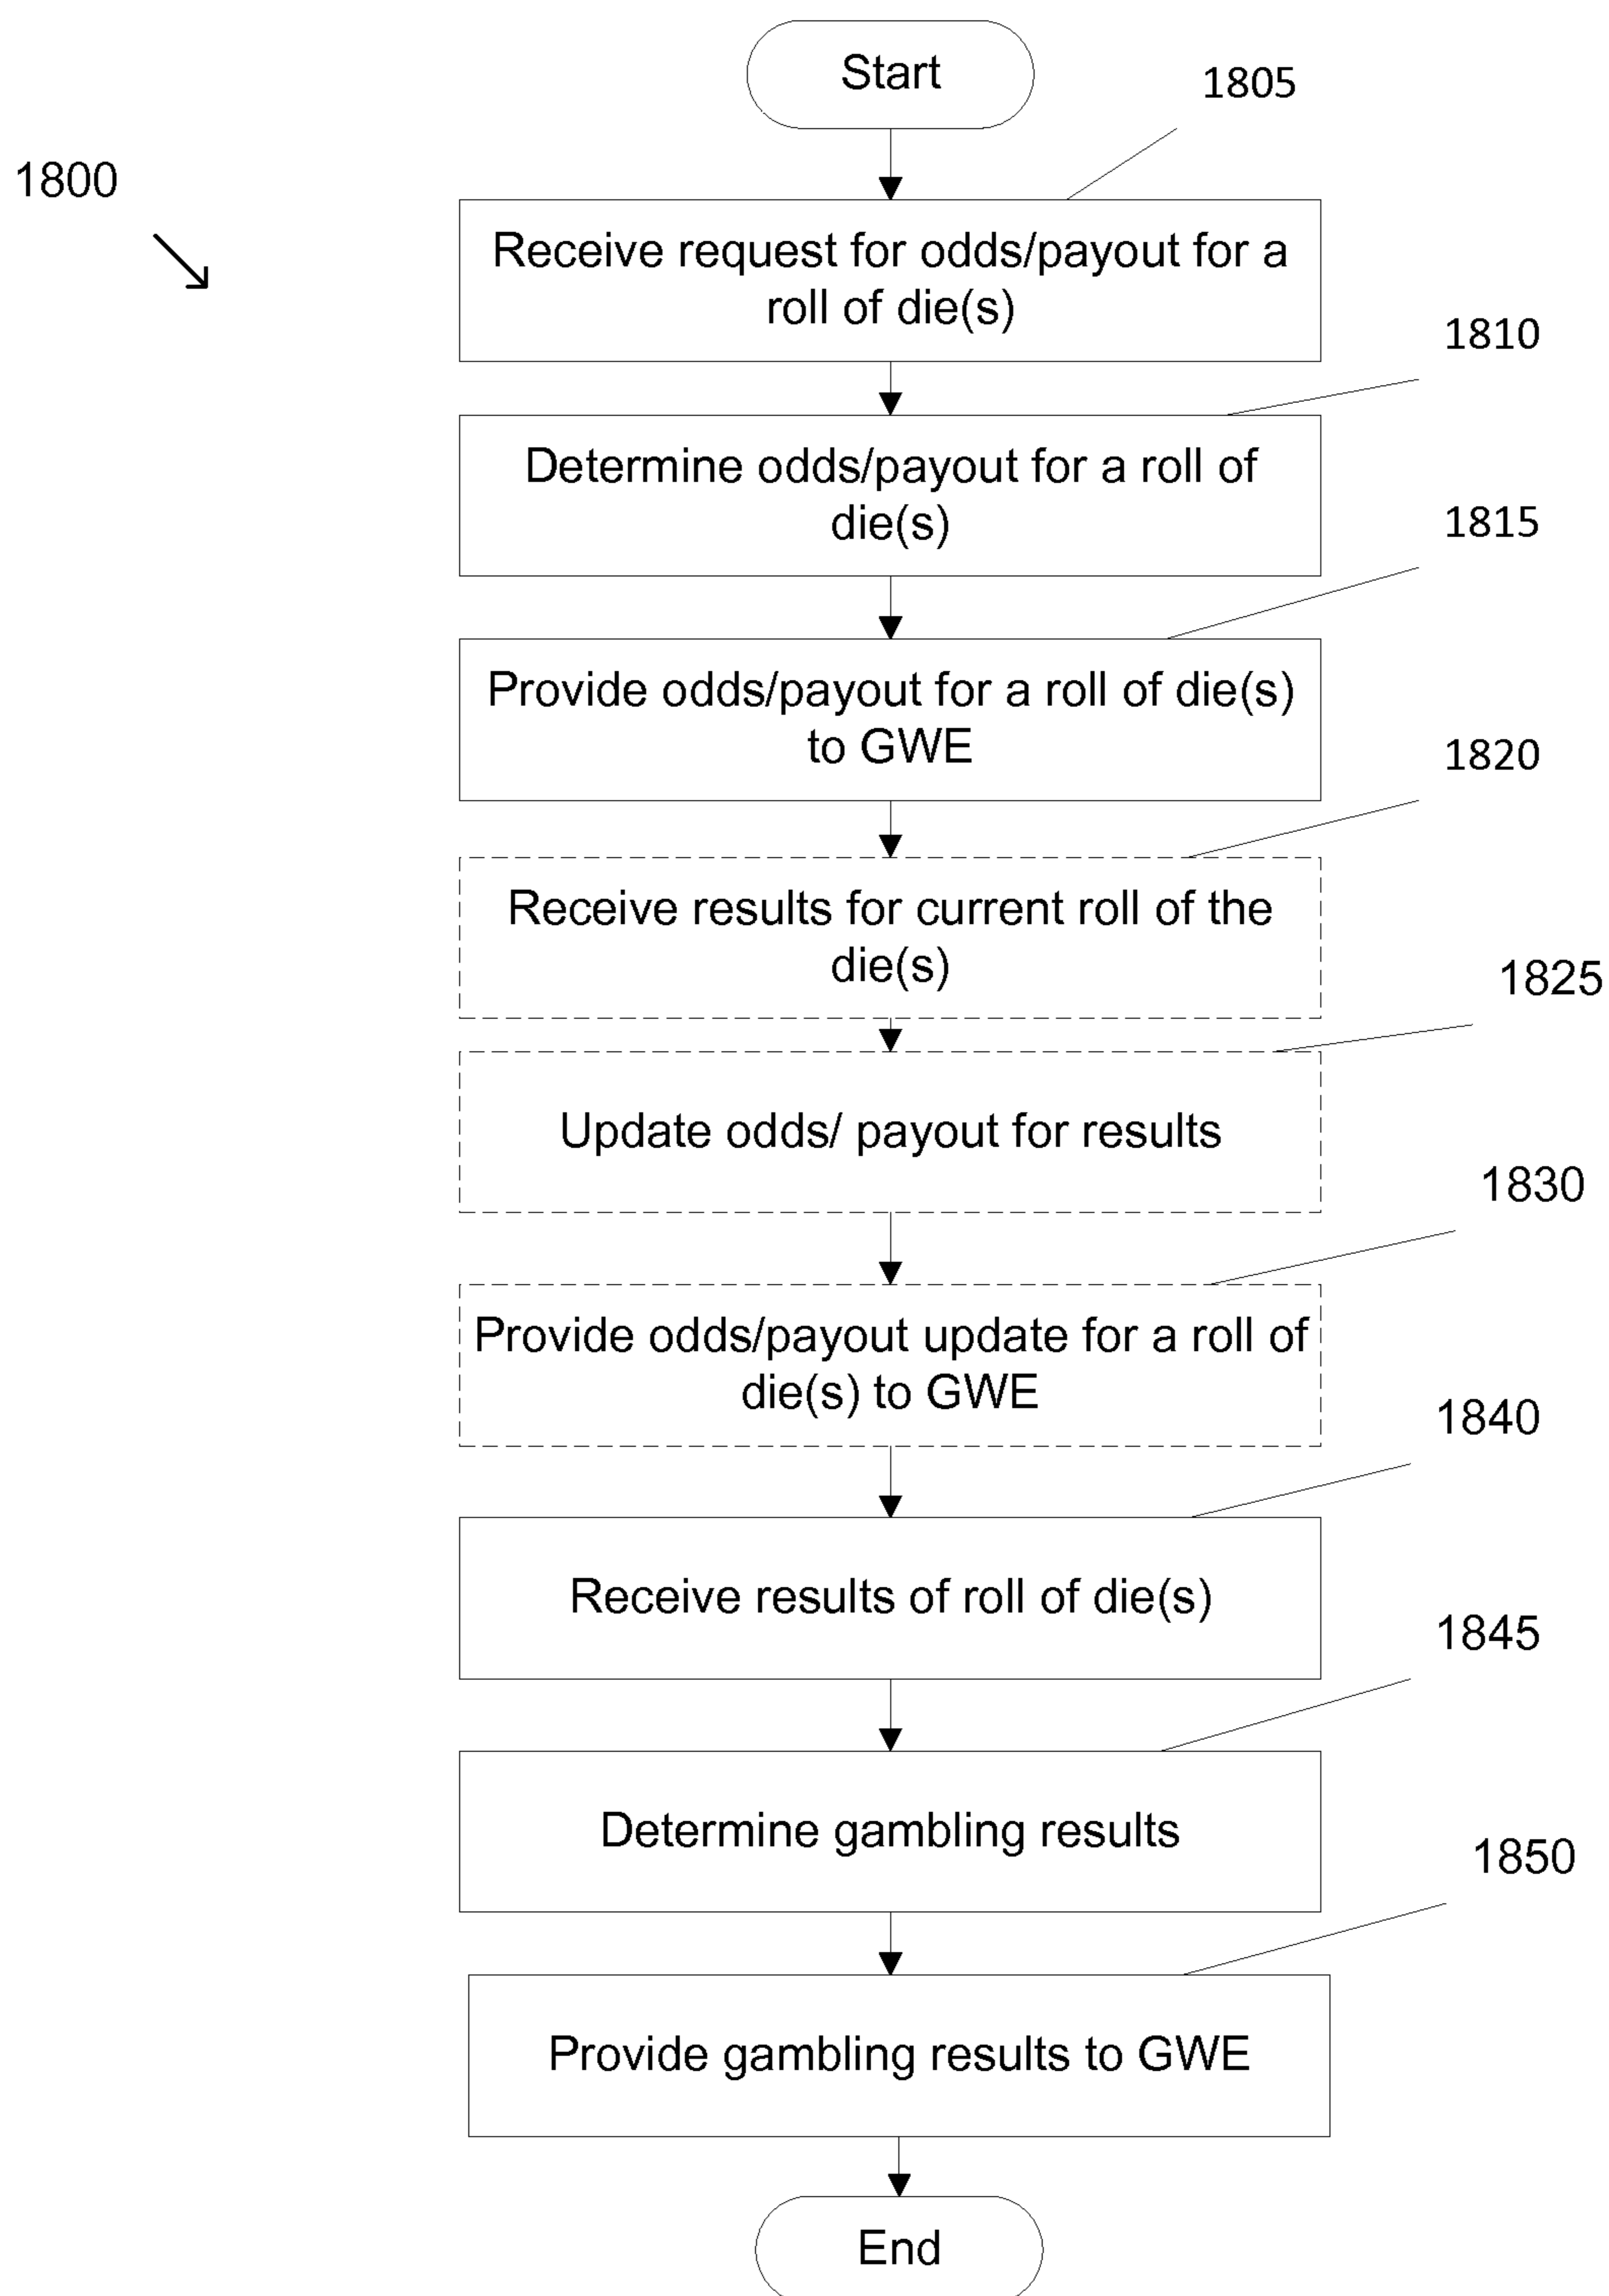 Start
1805
1800
Receive request for odds/payout for a
roll of die(s)
1810
Determine odds/payout for a roll of
die(s)
1815
Provide odds/payout for a roll of die(s)
to GWE
1820
Receive results for current roll of the
die(s)
1825
Update odds/ payout for results
1830
Provide odds/payout update for a roll of
die(s) to GWE
1840
Receive results of roll of die(s)
1845
Determine gambling results
1850
Provide gambling results to GWE
End